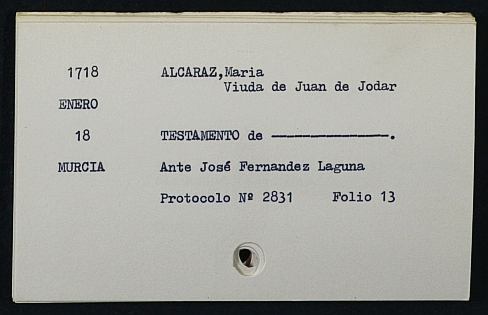 1718 ALCARAZ,Maria
Viuda de Juan de Jodar
ENERO
18 TESTAMENTO de ———————————.
MURCIA Ante José Fernandez Laguna
Protocolo Nº 2831 Folio 13